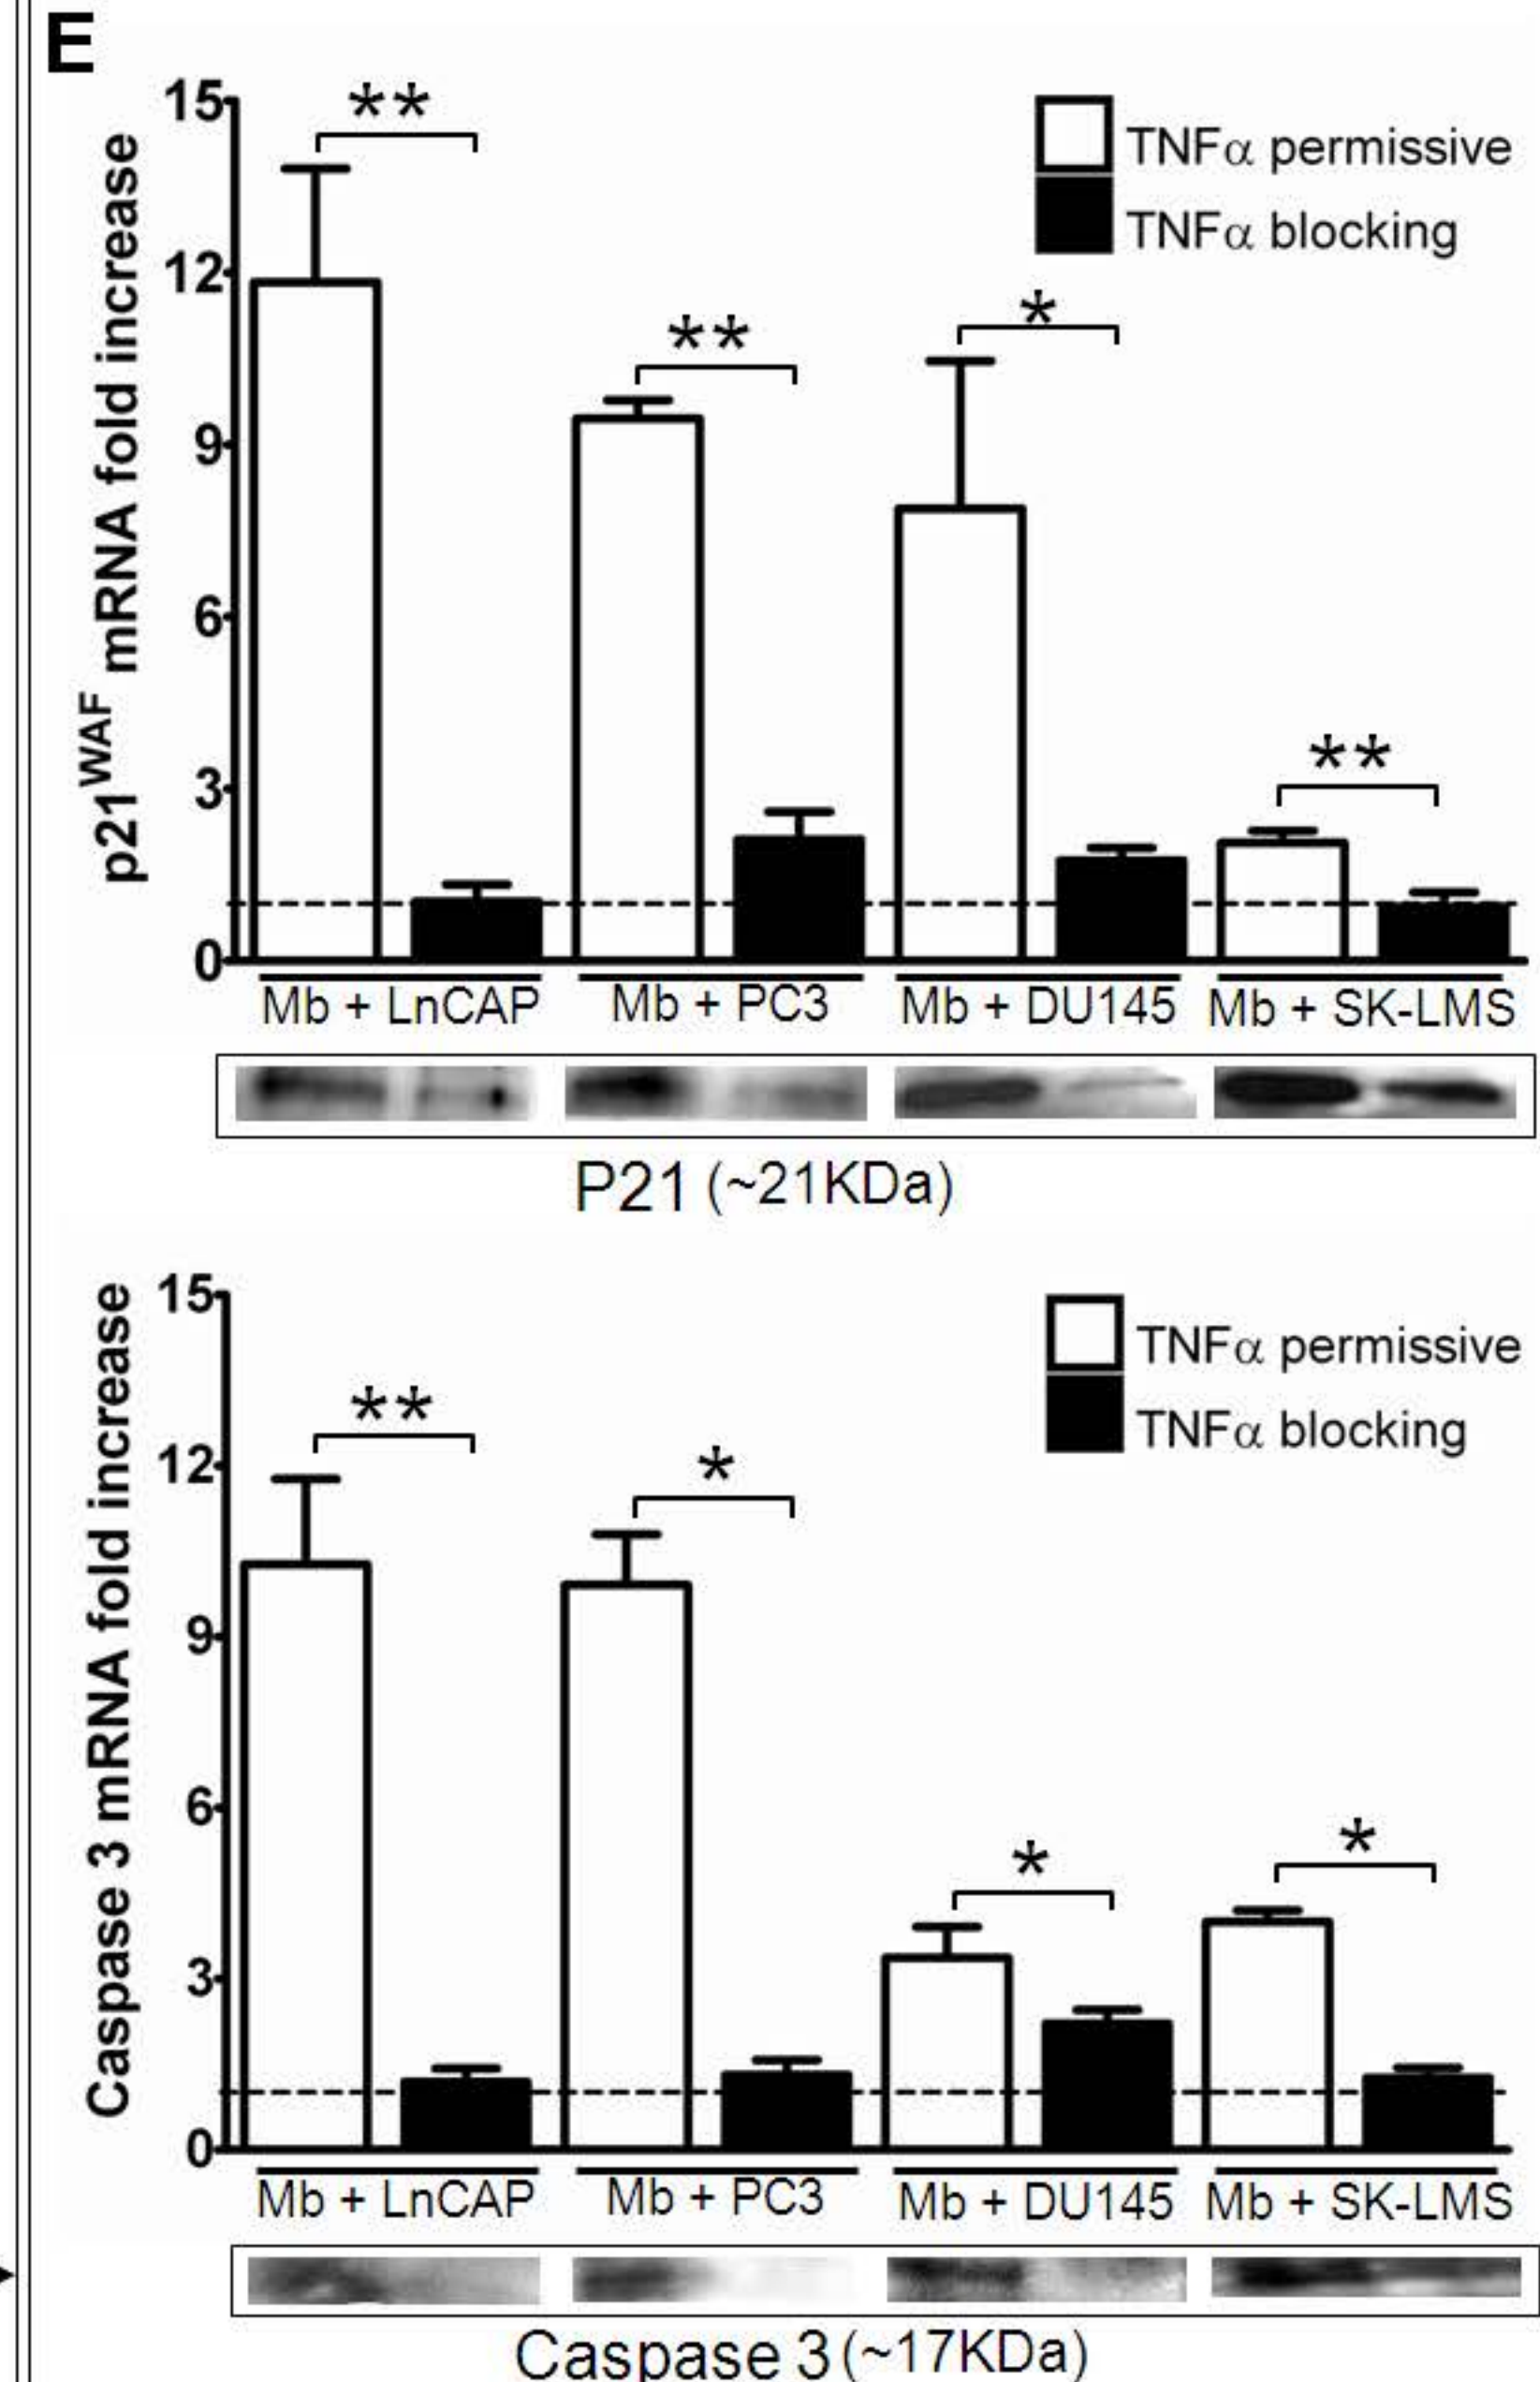 E
p21WAF mRNA fold increase
15
12
9
6
3
0
TNFα permissive
TNFα blocking
**
**
*
**
Mb + LnCAP
Mb + PC3
Mb + DU145
Mb + SK-LMS
P21 (~21KDa)
Caspase 3 mRNA fold increase
15
12
9
6
3
0
TNFα permissive
TNFα blocking
**
*
*
*
Mb + LnCAP
Mb + PC3
Mb + DU145
Mb + SK-LMS
Caspase 3 (~17KDa)